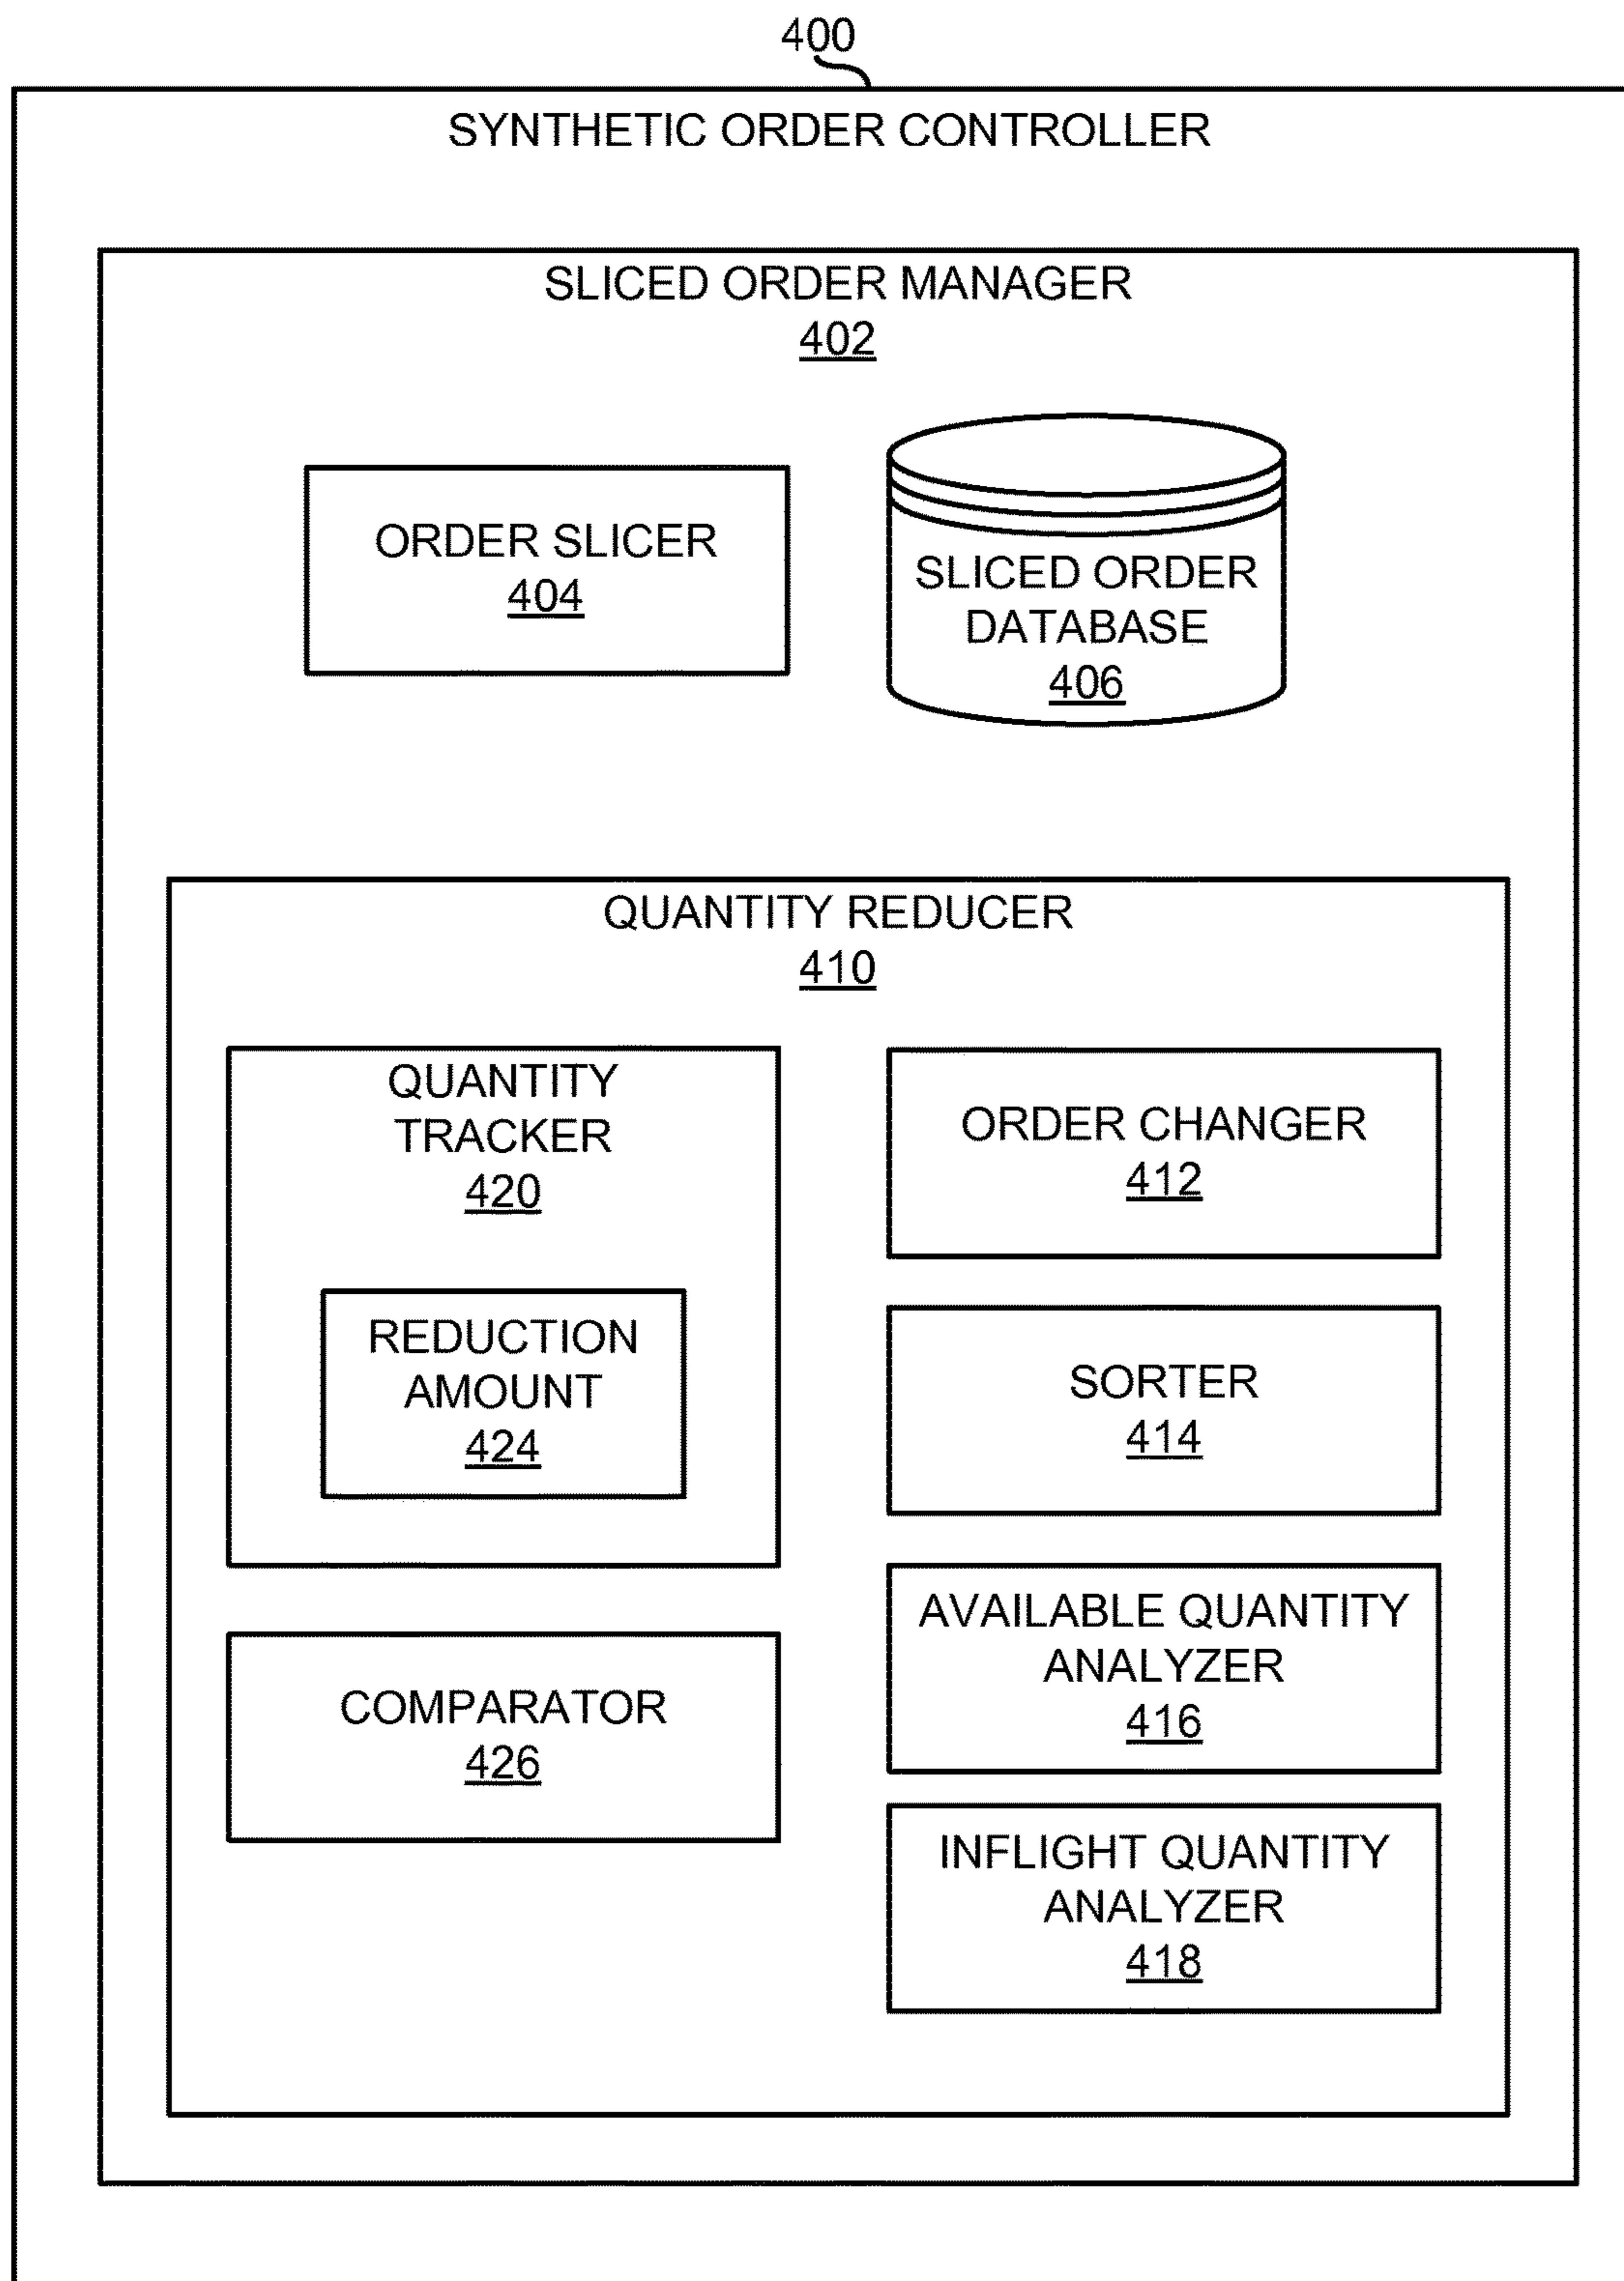 400
SYNTHETIC ORDER CONTROLLER
SLICED ORDER MANAGER
402
ORDER SLICER
404
SLICED ORDER
DATABASE
406
QUANTITY REDUCER
410
QUANTITY
TRACKER
420
REDUCTION
AMOUNT
424
COMPARATOR
426
ORDER CHANGER
412
SORTER
414
AVAILABLE QUANTITY
ANALYZER
416
INFLIGHT QUANTITY
ANALYZER
418